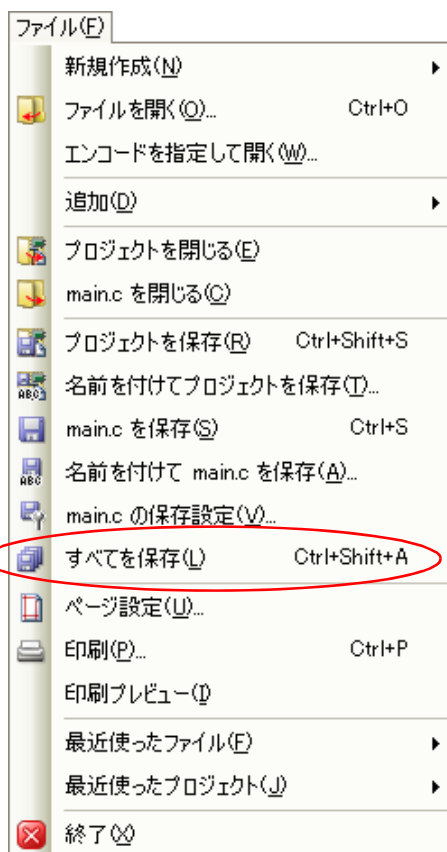 ファイル(F)
新規作成(N)
ファイルを開く(O)... Ctrl+O
エンコードを指定して開く(W)...
追加(D)
プロジェクトを閉じる(E)
main.c を閉じる(C)
プロジェクトを保存(R) Ctrl+Shift+S
名前を付けてプロジェクトを保存(T)...
main.c を保存(S) Ctrl+S
名前を付けて main.c を保存(A)...
main.c の保存設定(V)...
すべてを保存(L) Ctrl+Shift+A
ページ設定(U)...
印刷(P)... Ctrl+P
印刷プレビュー(I)
最近使ったファイル(F)
最近使ったプロジェクト(J)
終了(X)